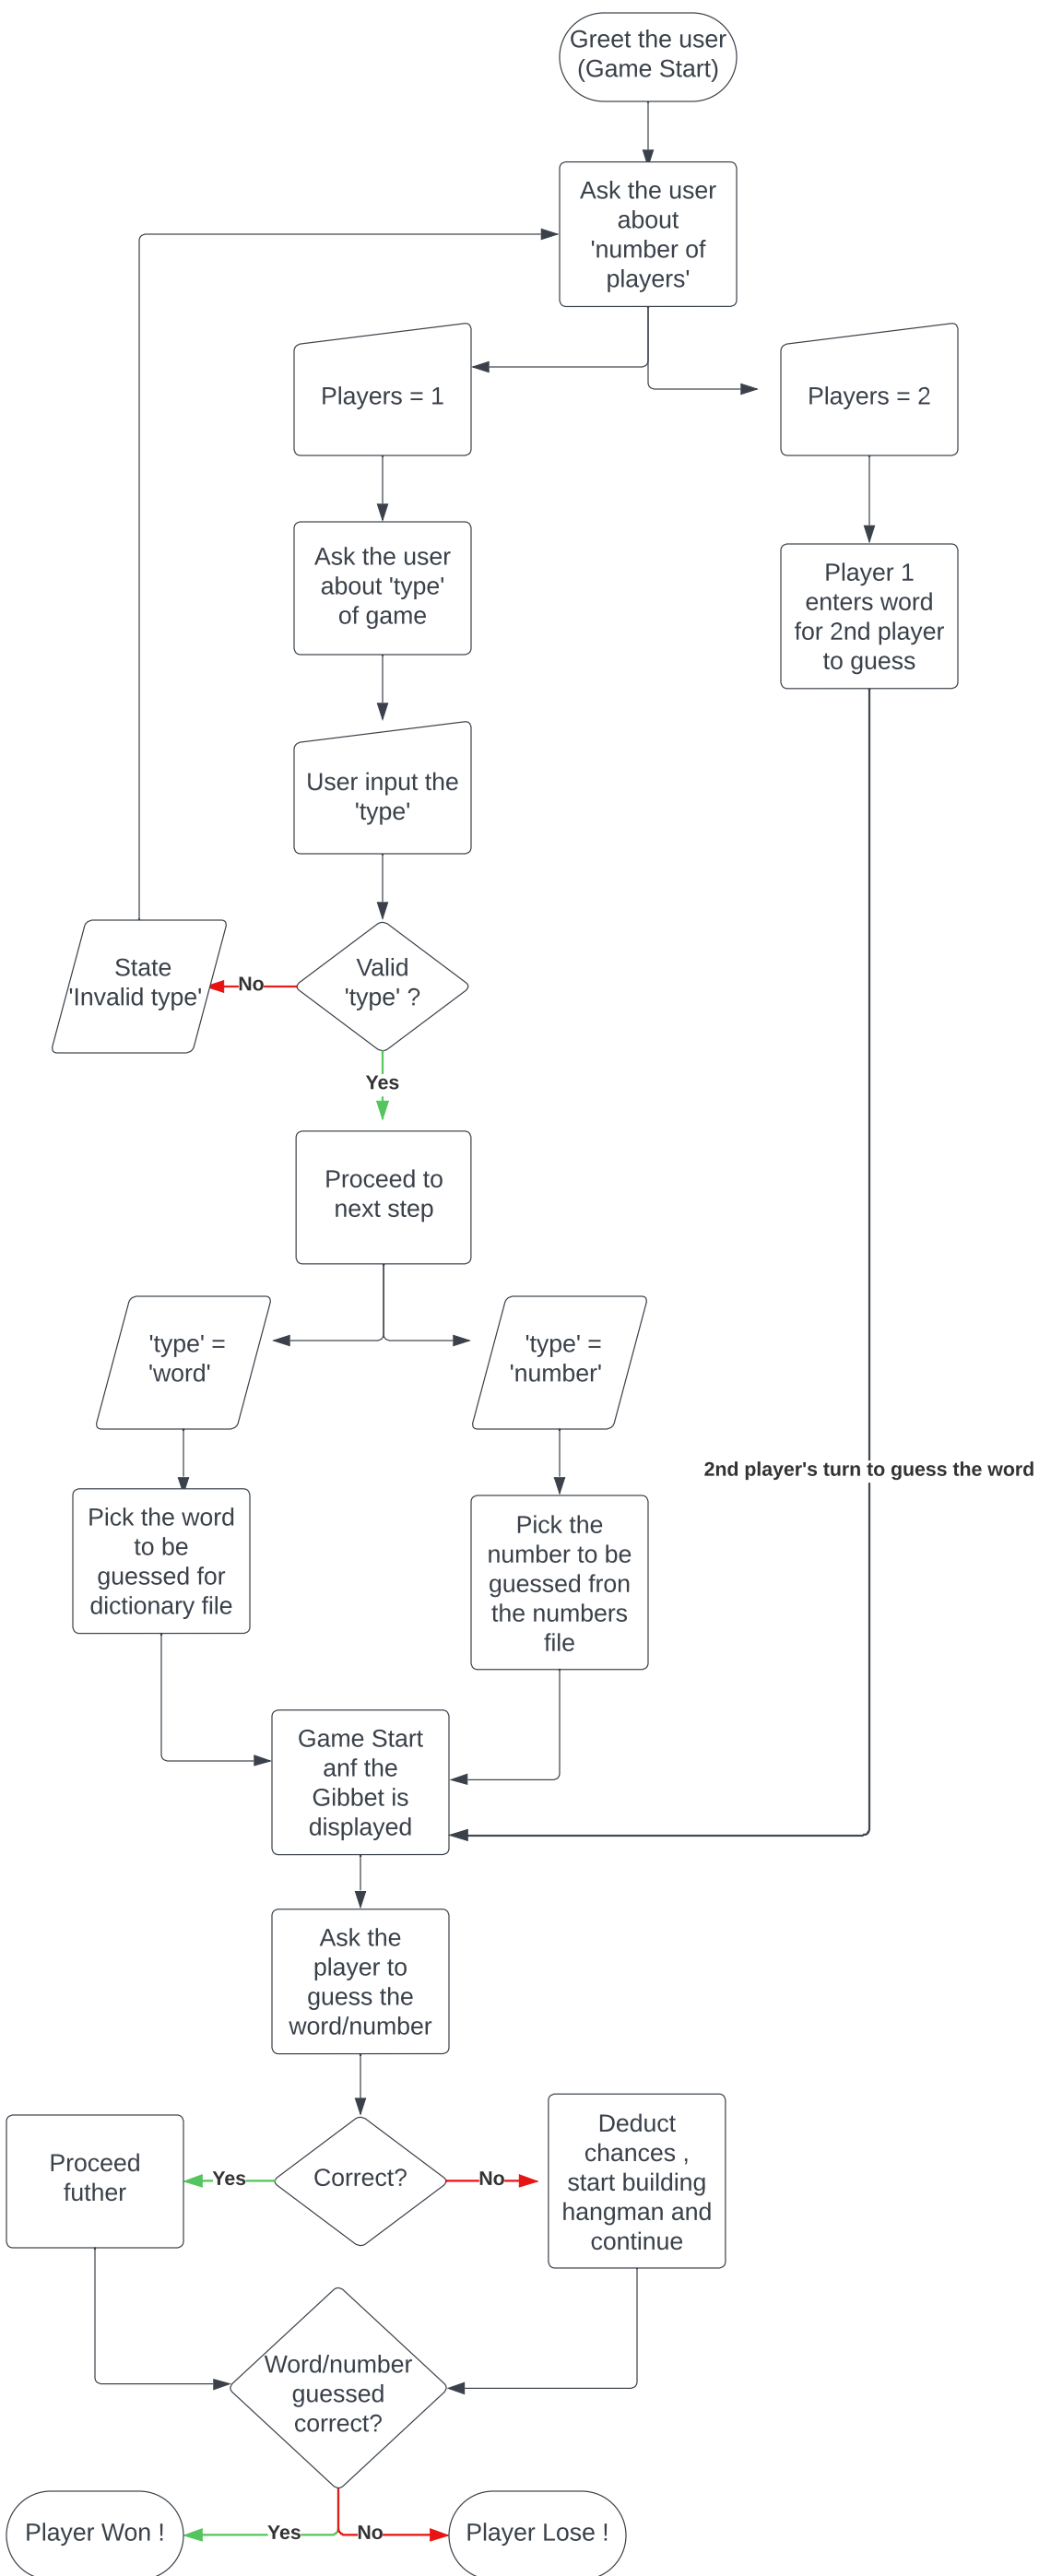 Greet the user
(Game Start)
Ask the user
about
'number of
players'
Players = 1
Players = 2
Ask the user
about 'type'
of game
Player 1
enters word
for 2nd player
to guess
User input the
'type'
Valid
'type' ?
No
State
'Invalid type'
Yes
Proceed to
next step
'type' =
'word'
'type' =
'number'
2nd player's turn to guess the word
Pick the word
to be
guessed for
dictionary file
Pick the
number to be
guessed fron
the numbers
file
Game Start
anf the
Gibbet is
displayed
Ask the
player to
guess the
word/number
Correct?
Yes
No
Proceed
futher
Deduct
chances ,
start building
hangman and
continue
Word/number
guessed
correct?
Yes
No
Player Won !
Player Lose !